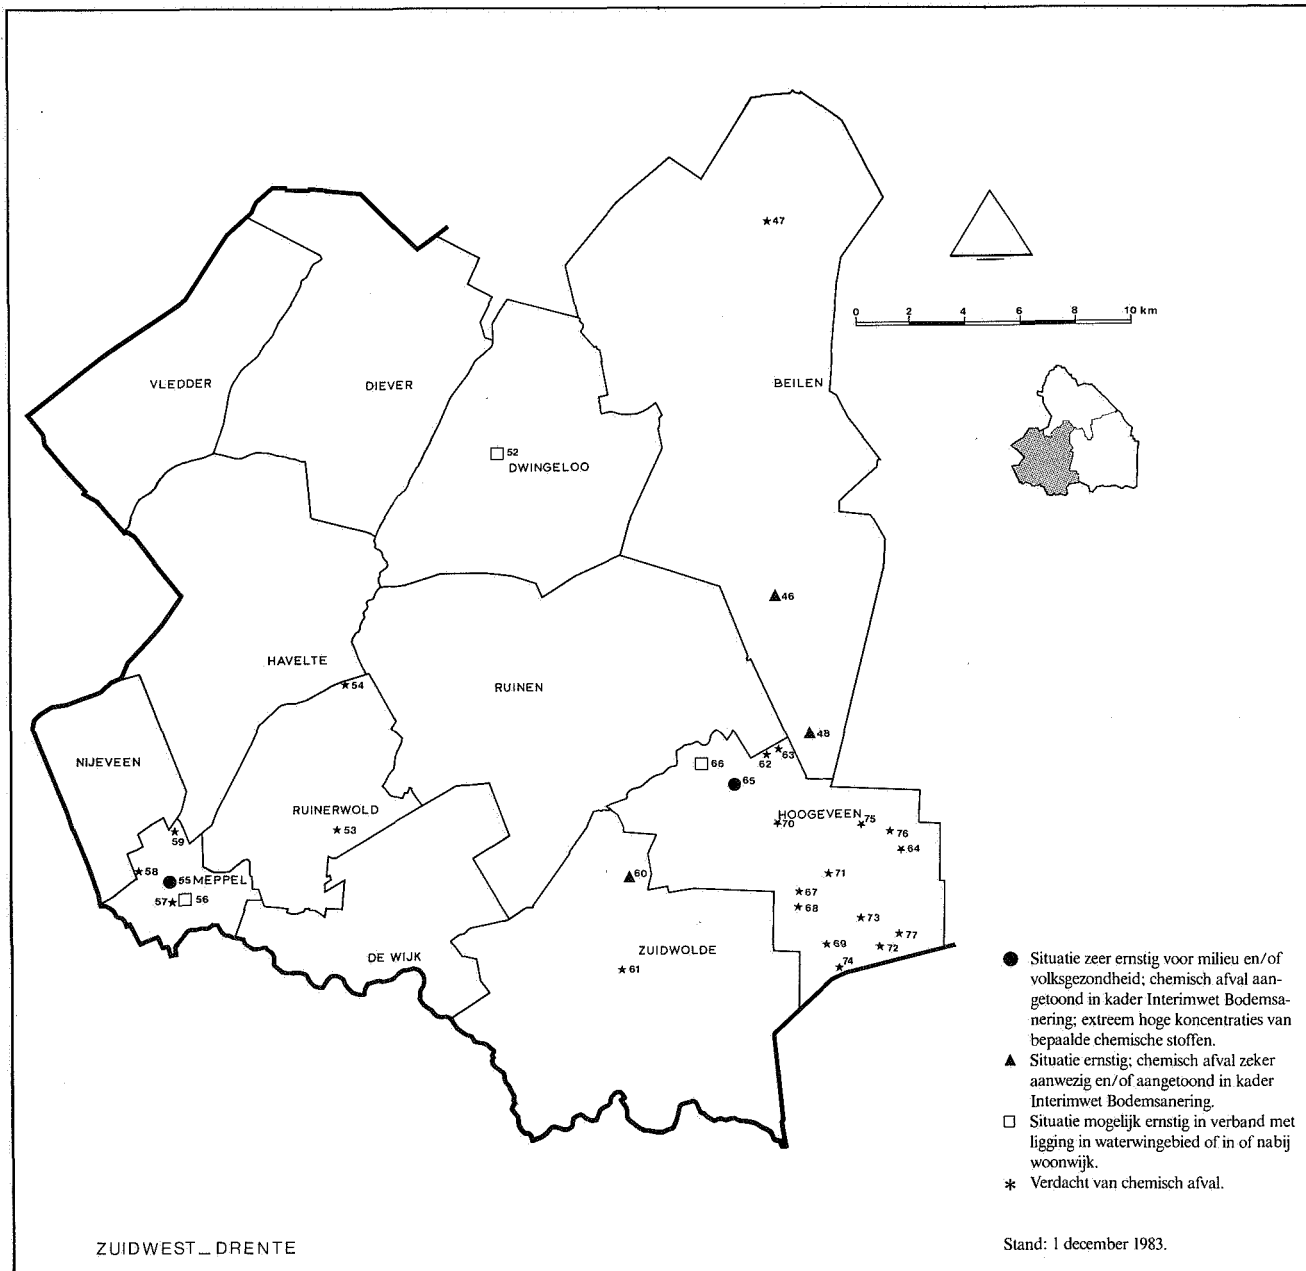 ★47
0 2 4 6 8 10 km
VLEDDER
DIEVER
BEILEN
52
DWINGELOO
46
HAVELTE
54
RUINEN
48
63
62
NIJEVEEN
66
65
RUINERWOLD
HOOGEVEEN
53
70
75
76
59
64
58
55 MEPPEL
60
71
67
57
56
68
73
77
ZUIDWOLDE
69
72
DE WIJK
61
74
● Situatie zeer ernstig voor milieu en/of
volksgezondheid; chemisch afval aan-
getoond in kader Interimwet Bodemsa-
nering; extreem hoge koncentraties van
bepaalde chemische stoffen.
▲ Situatie ernstig; chemisch afval zeker
aanwezig en/of aangetoond in kader
Interimwet Bodemsanering.
□ Situatie mogelijk ernstig in verband met
ligging in waterwingebied of in of nabij
woonwijk.
* Verdacht van chemisch afval.
ZUIDWEST_DRENTE
Stand: 1 december 1983.